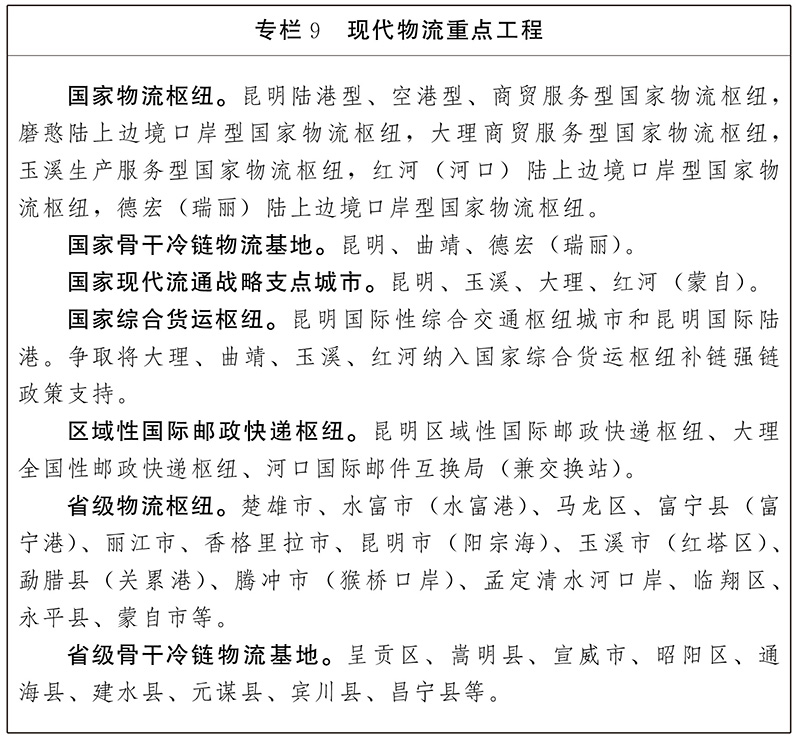 专栏 9　现代物流重点工程
国家物流枢纽。昆明陆港型、空港型、商贸服务型国家物流枢纽，
磨憨陆上边境口岸型国家物流枢纽，大理商贸服务型国家物流枢纽，
玉溪生产服务型国家物流枢纽，红河（河口）陆上边境口岸型国家物
流枢纽，德宏（瑞丽）陆上边境口岸型国家物流枢纽。
国家骨干冷链物流基地。昆明、曲靖、德宏（瑞丽）。
国家现代流通战略支点城市。昆明、玉溪、大理、红河（蒙自）。
国家综合货运枢纽。昆明国际性综合交通枢纽城市和昆明国际陆
港。争取将大理、曲靖、玉溪、红河纳入国家综合货运枢纽补链强链
政策支持。
区域性国际邮政快递枢纽。昆明区域性国际邮政快递枢纽、大理
全国性邮政快递枢纽、河口国际邮件互换局（兼交换站）。
省级物流枢纽。楚雄市、水富市（水富港）、马龙区、富宁县（富
宁港）、丽江市、香格里拉市、昆明市（阳宗海）、玉溪市（红塔区）、
勐腊县（关累港）、腾冲市（猴桥口岸）、孟定清水河口岸、临翔区、
永平县、蒙自市等。
省级骨干冷链物流基地。呈贡区、嵩明县、宣威市、昭阳区、通
海县、建水县、元谋县、宾川县、昌宁县等。